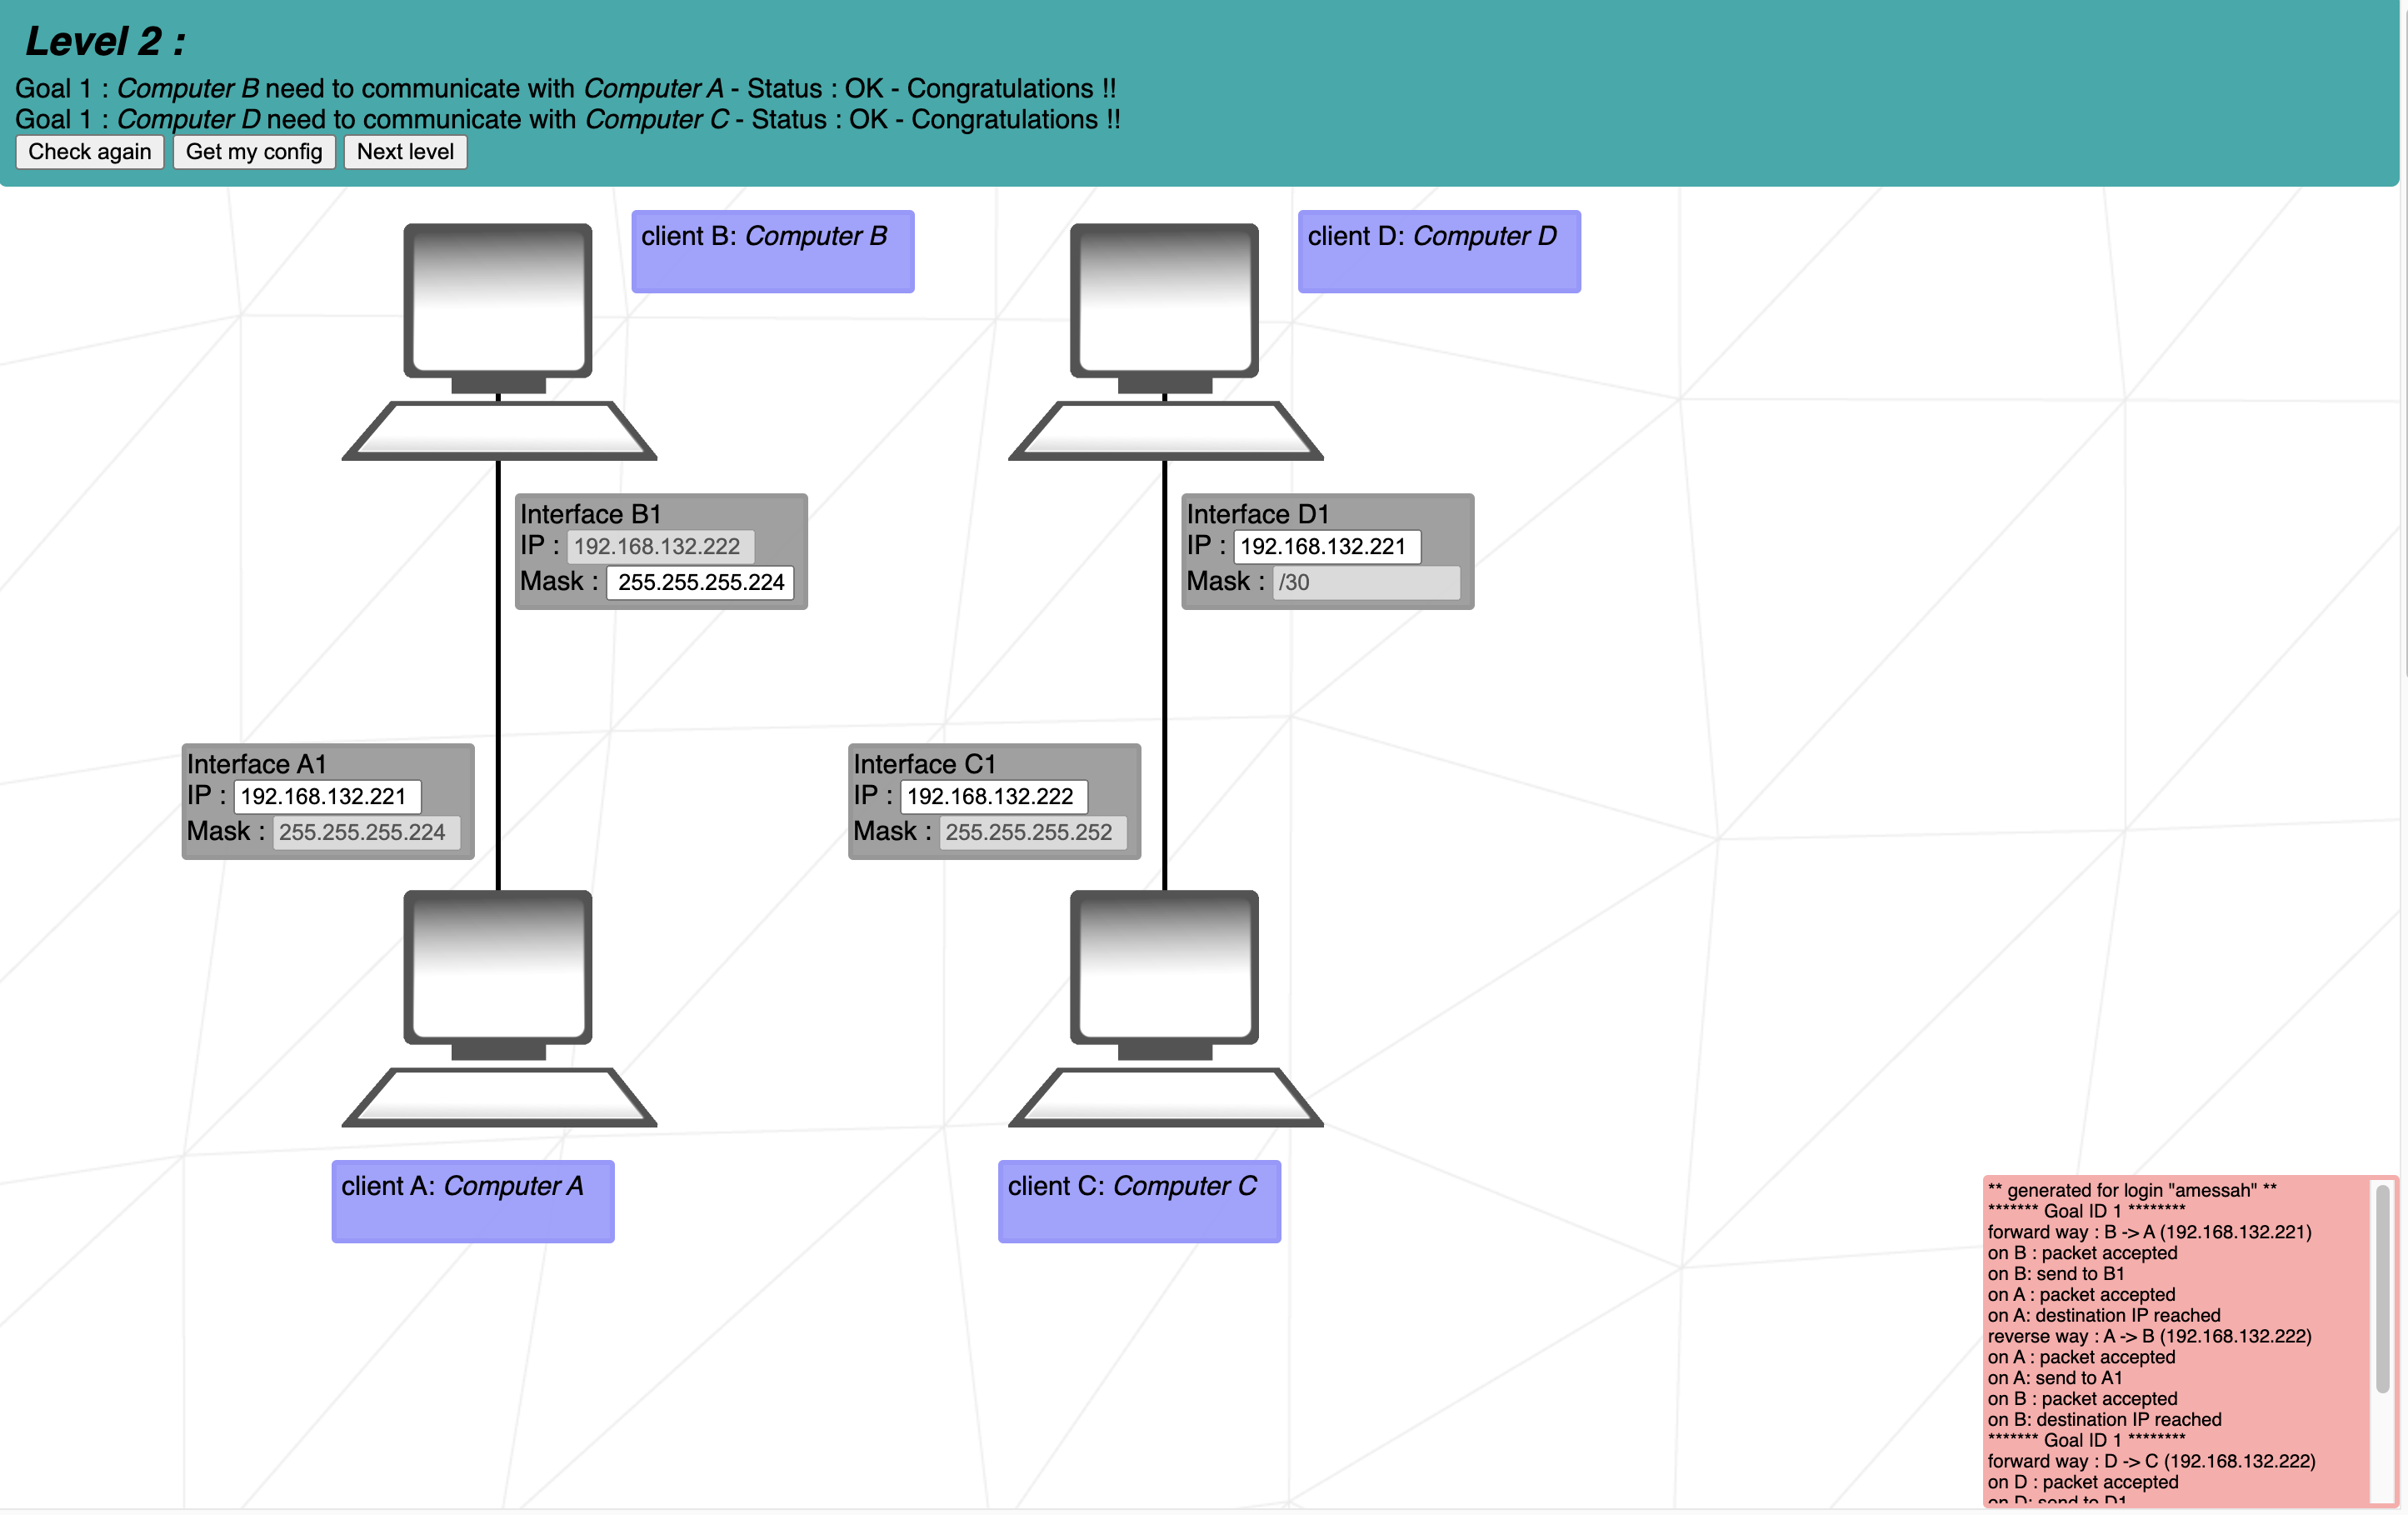 Level 2 :
Goal 1 : Computer B need to communicate with Computer A - Status : OK - Congratulations !!
Goal 1 : Computer D need to communicate with Computer C - Status : OK - Congratulations !!
Check again Get my config Next level
client B: Computer B
client D: Computer D
Interface B1
IP : 192.168.132.222
Mask : 255.255.255.224
Interface D1
IP : 192.168.132.221
Mask : /30
Interface A1
IP : 192.168.132.221
Mask : 255.255.255.224
Interface C1
IP : 192.168.132.222
Mask : 255.255.255.252
client A: Computer A
client C: Computer C
** generated for login "amessah" **
******* Goal ID 1 ********
forward way : B -> A (192.168.132.221)
on B : packet accepted
on B: send to B1
on A : packet accepted
on A: destination IP reached
reverse way : A -> B (192.168.132.222)
on A : packet accepted
on A: send to A1
on B : packet accepted
on B: destination IP reached
******* Goal ID 1 ********
forward way : D -> C (192.168.132.222)
on D : packet accepted
on D: send to D1